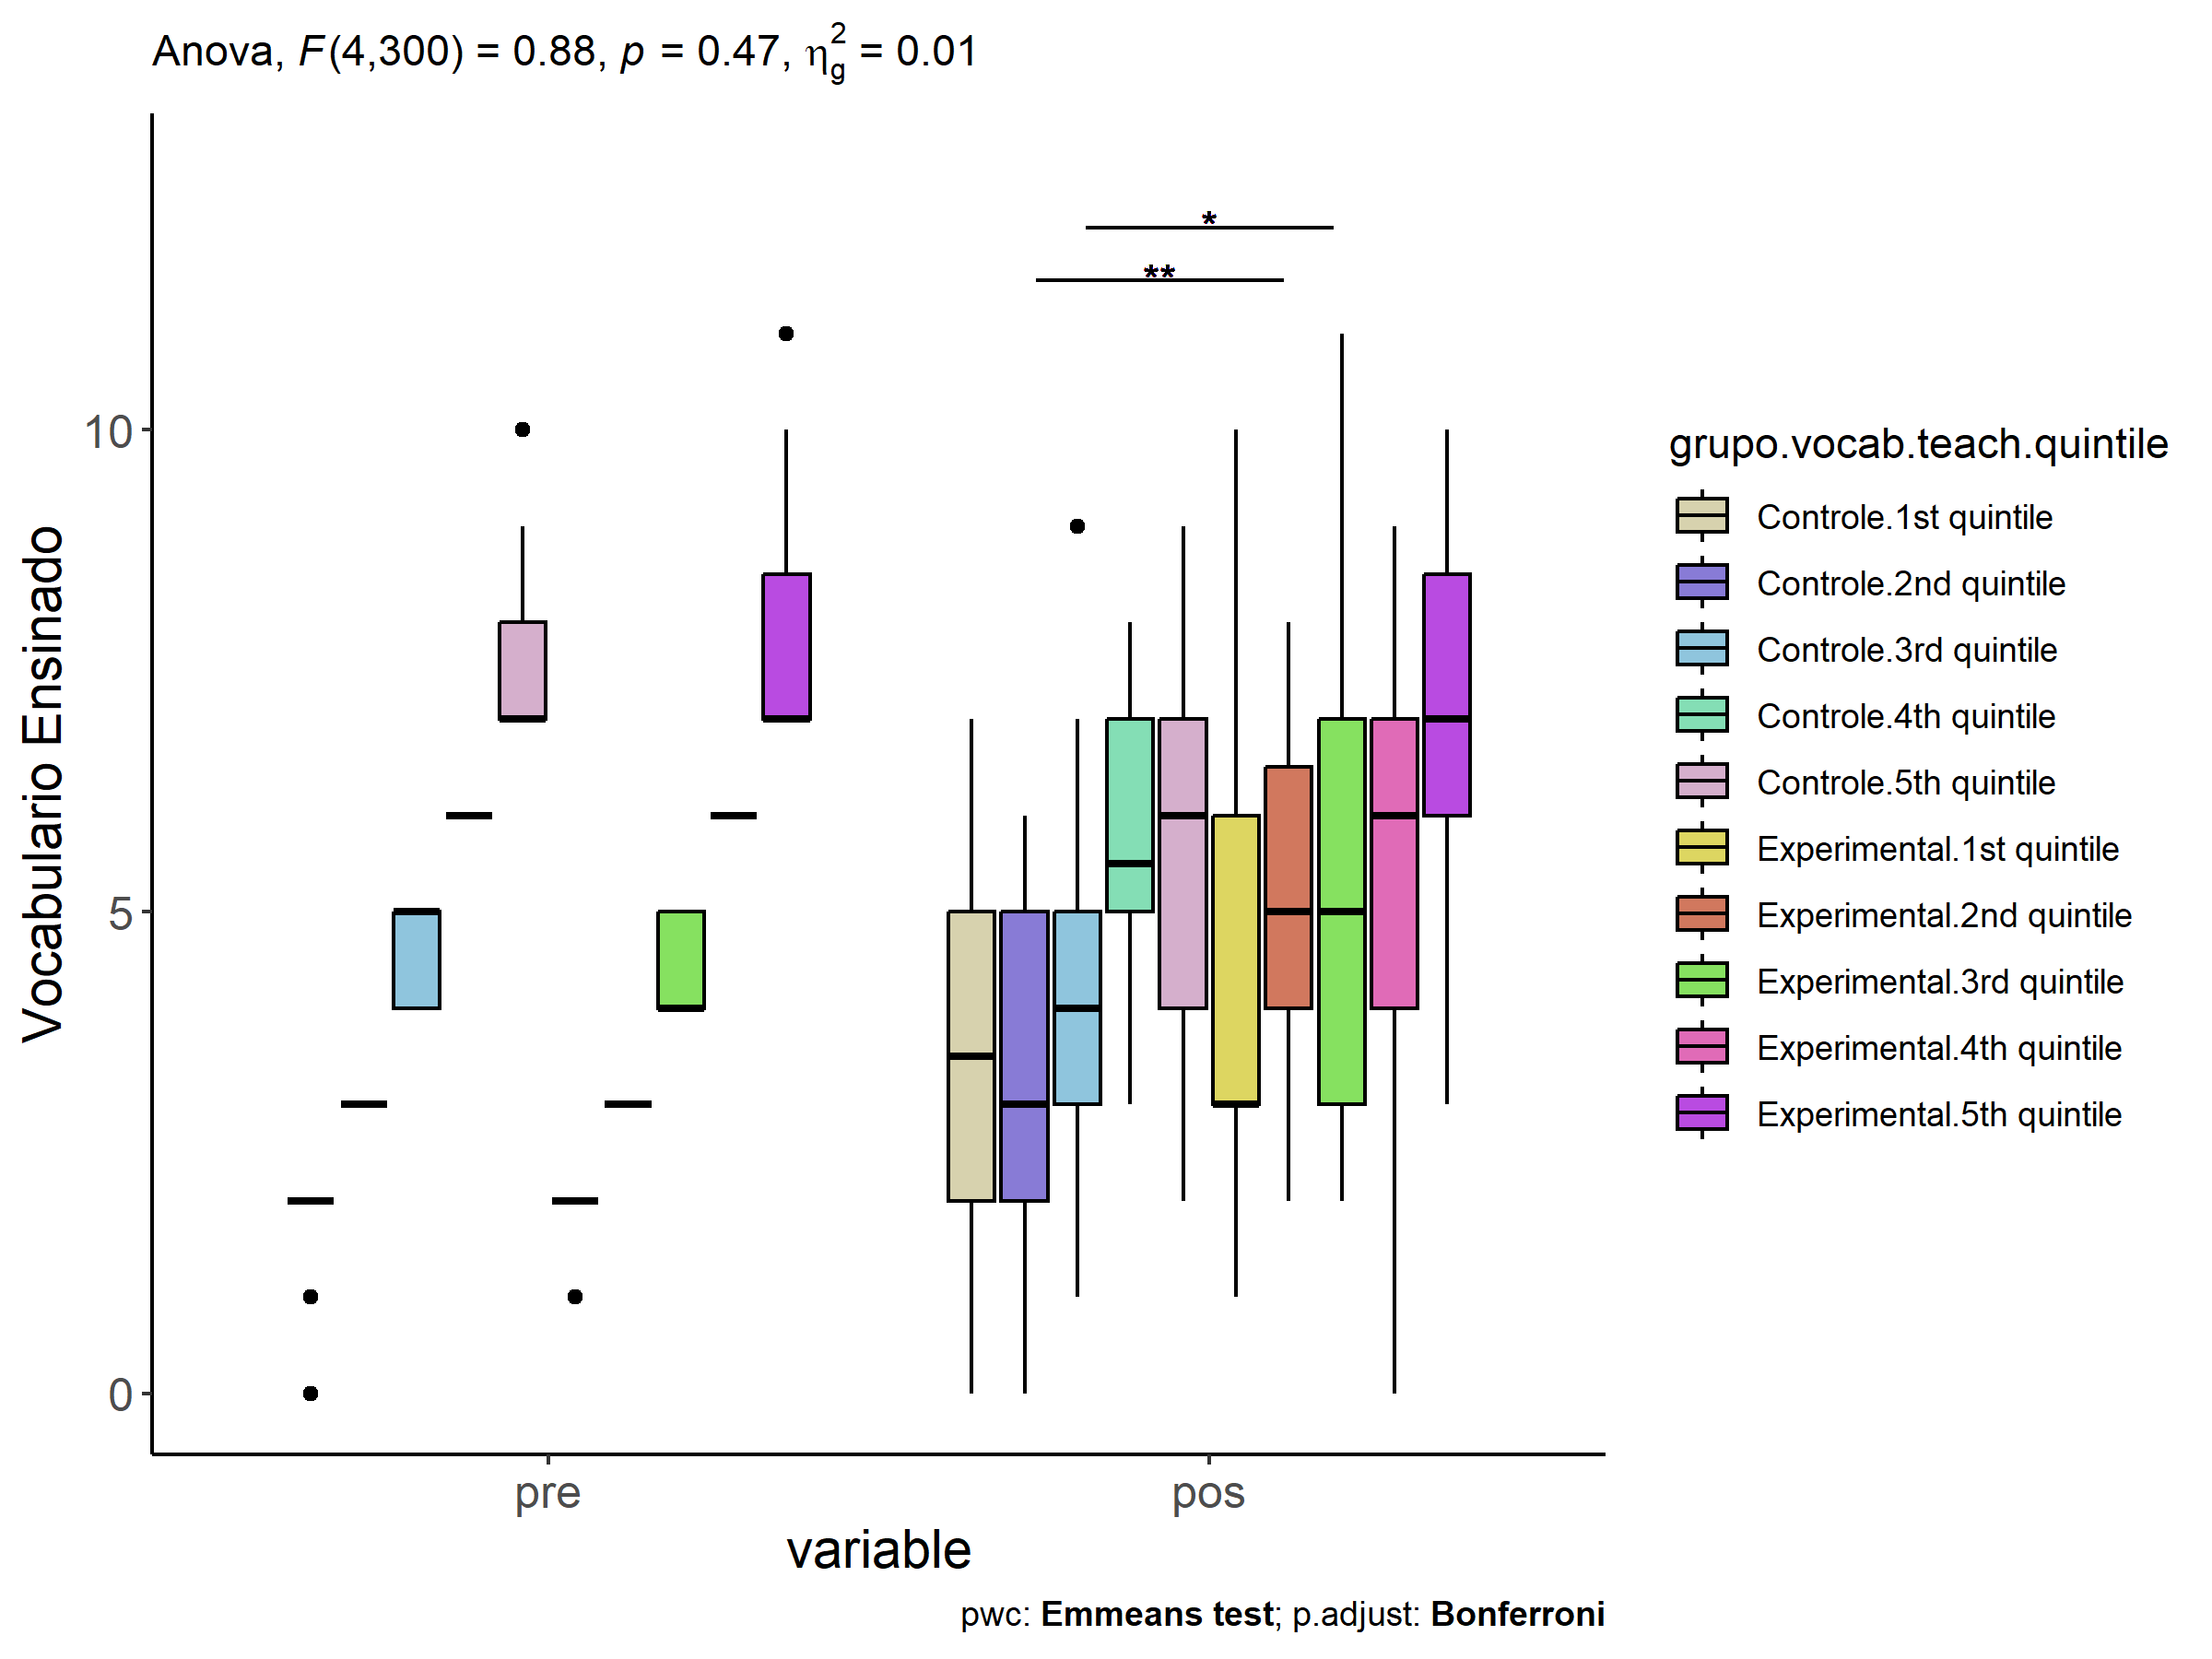 Anova, F(4,300) = 0.88, p = 0.47, η²g = 0.01
Vocabulario Ensinado
10
5
0
*
**
pre
pos
variable
pwc: Emmeans test; p.adjust: Bonferroni
grupo.vocab.teach.quintile
Controle.1st quintile
Controle.2nd quintile
Controle.3rd quintile
Controle.4th quintile
Controle.5th quintile
Experimental.1st quintile
Experimental.2nd quintile
Experimental.3rd quintile
Experimental.4th quintile
Experimental.5th quintile